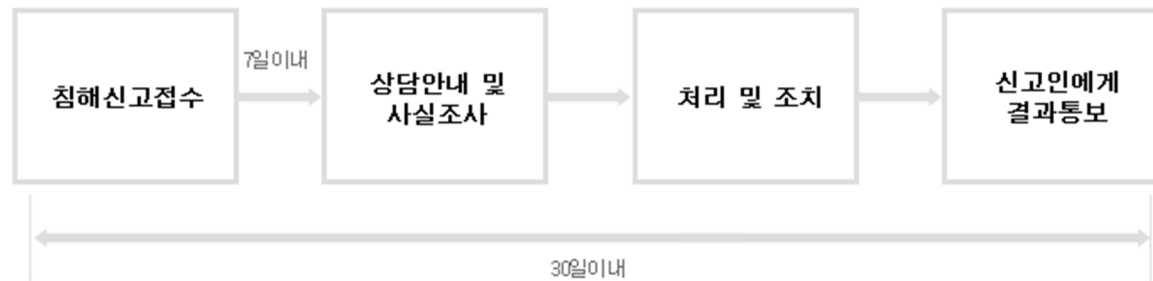 침해신고접수
7일이내
상담안내 및
사실조사
처리 및 조치
신고인에게
결과통보
30일이내